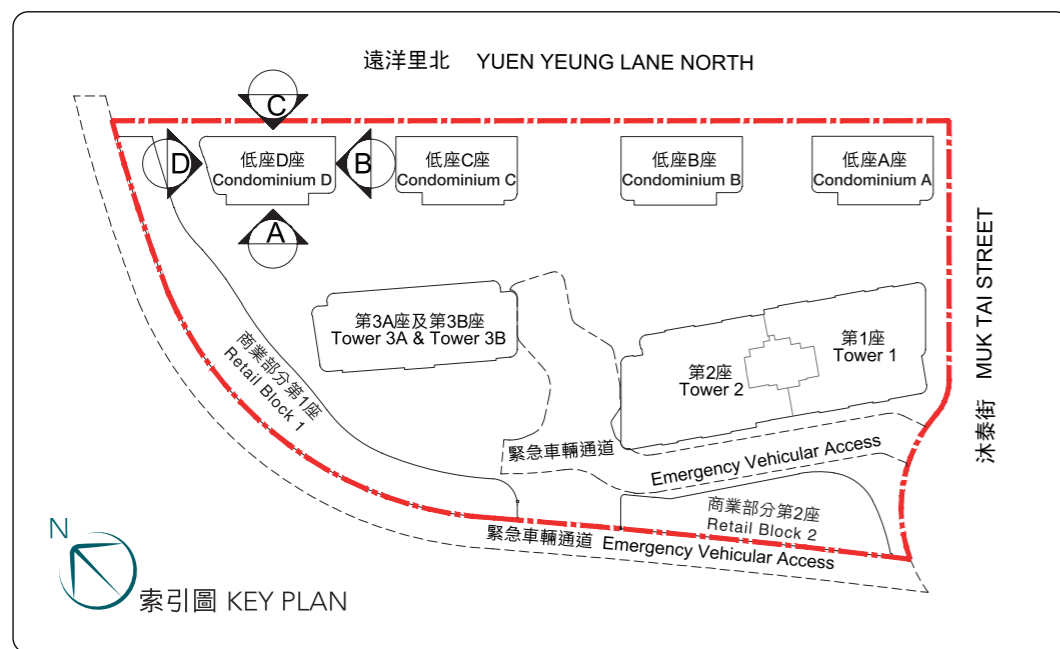 遠洋里北 YUEN YEUNG LANE NORTH
C
D
低座D座
Condominium D
B
低座C座
Condominium C
低座B座
Condominium B
低座A座
Condominium A
A
沐泰街 MUK TAI STREET
第3A座及第3B座
Tower 3A & Tower 3B
第1座
Tower 1
第2座
Tower 2
商業部分第1座
Retail Block 1
緊急車輛通道
Emergency Vehicular Access
商業部分第2座
Retail Block 2
緊急車輛通道 Emergency Vehicular Access
N
索引圖 KEY PLAN